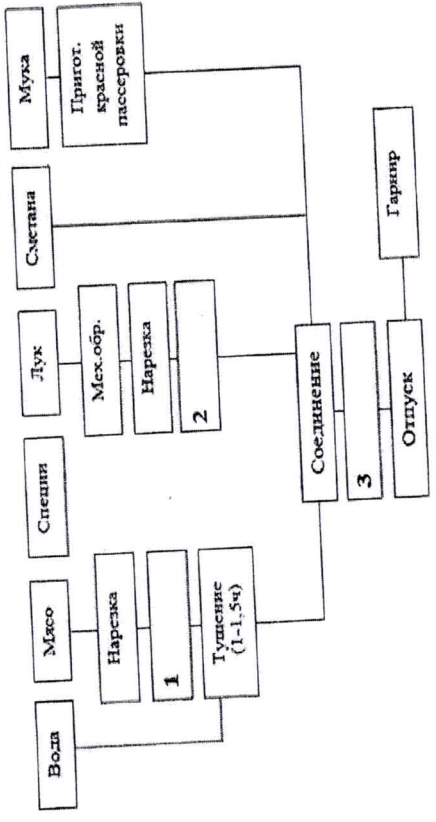 Вода
Мясо
Специи
Лук
Сметана
Мука
Нарезка
Мех.обр.
Пригот.
красной
пассеровки
1
Нарезка
Тушение
(1-1,5ч)
2
Соединение
3
Отпуск
Гарнир